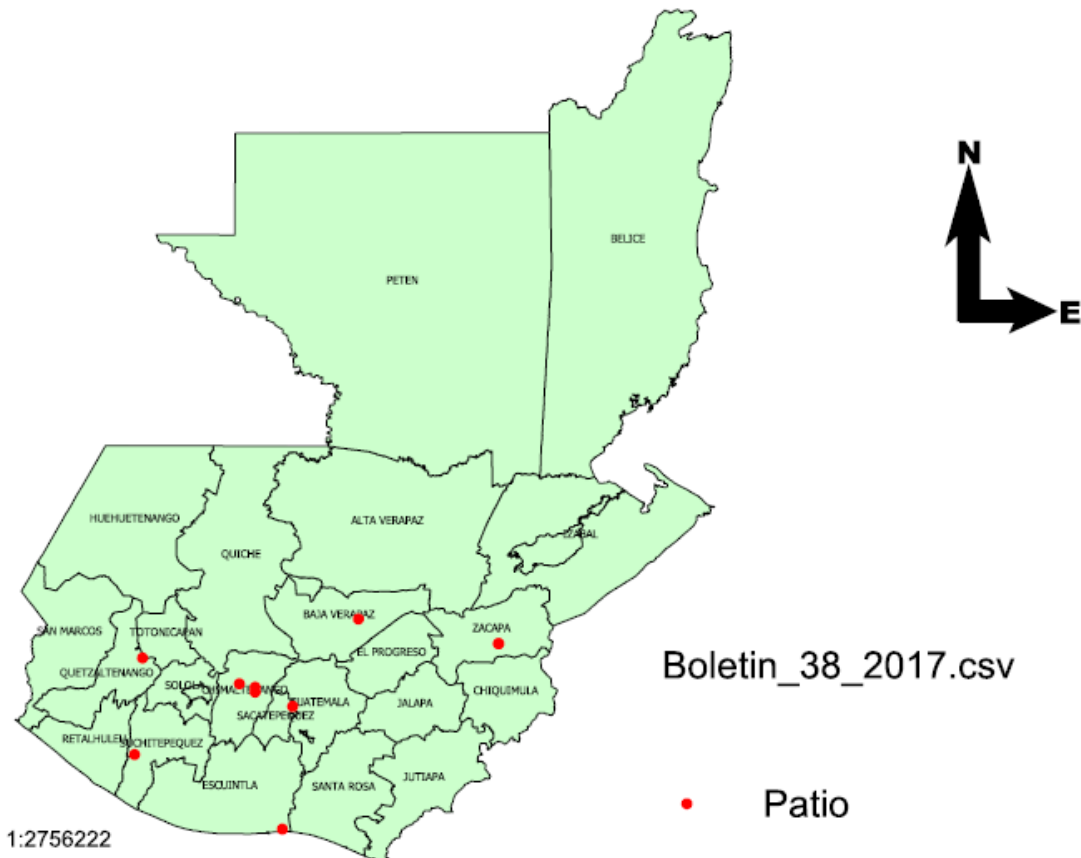 N
BELICE
PETEN
E
HUEHUETENANGO
ALTA VERAPAZ
IZABAL
QUICHE
BAJA VERAPAZ
SAN MARCOS
TOTONICAPAN
ZACAPA
EL PROGRESO
QUETZALTENANGO
Boletin_38_2017.csv
SOLOLA
CHIMALTENANGO
CHIQUIMULA
GUATEMALA
JALAPA
SACATEPEQUEZ
RETALHULEU
SUCHITEPEQUEZ
JUTIAPA
ESCUINTLA
SANTA ROSA
Patio
1:2756222